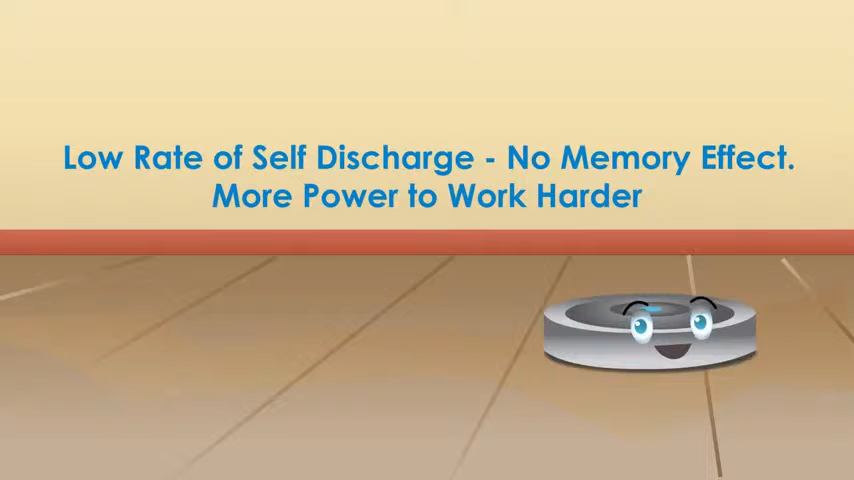 Low Rate of Self Discharge - No Memory Effect.
More Power to Work Harder